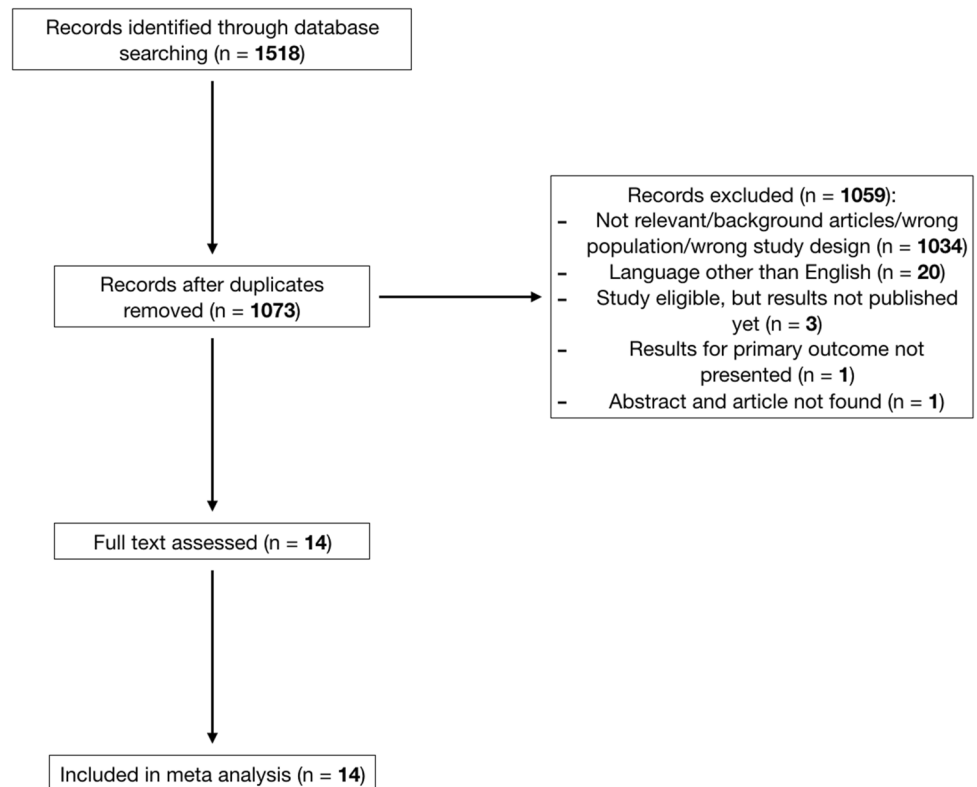 Records identified through database
searching (n = 1518)
Records after duplicates
removed (n = 1073)
Records excluded (n = 1059):
- Not relevant/background articles/wrong
population/wrong study design (n = 1034)
- Language other than English (n = 20)
- Study eligible, but results not published
yet (n = 3)
- Results for primary outcome not
presented (n = 1)
- Abstract and article not found (n = 1)
Full text assessed (n = 14)
Included in meta analysis (n = 14)